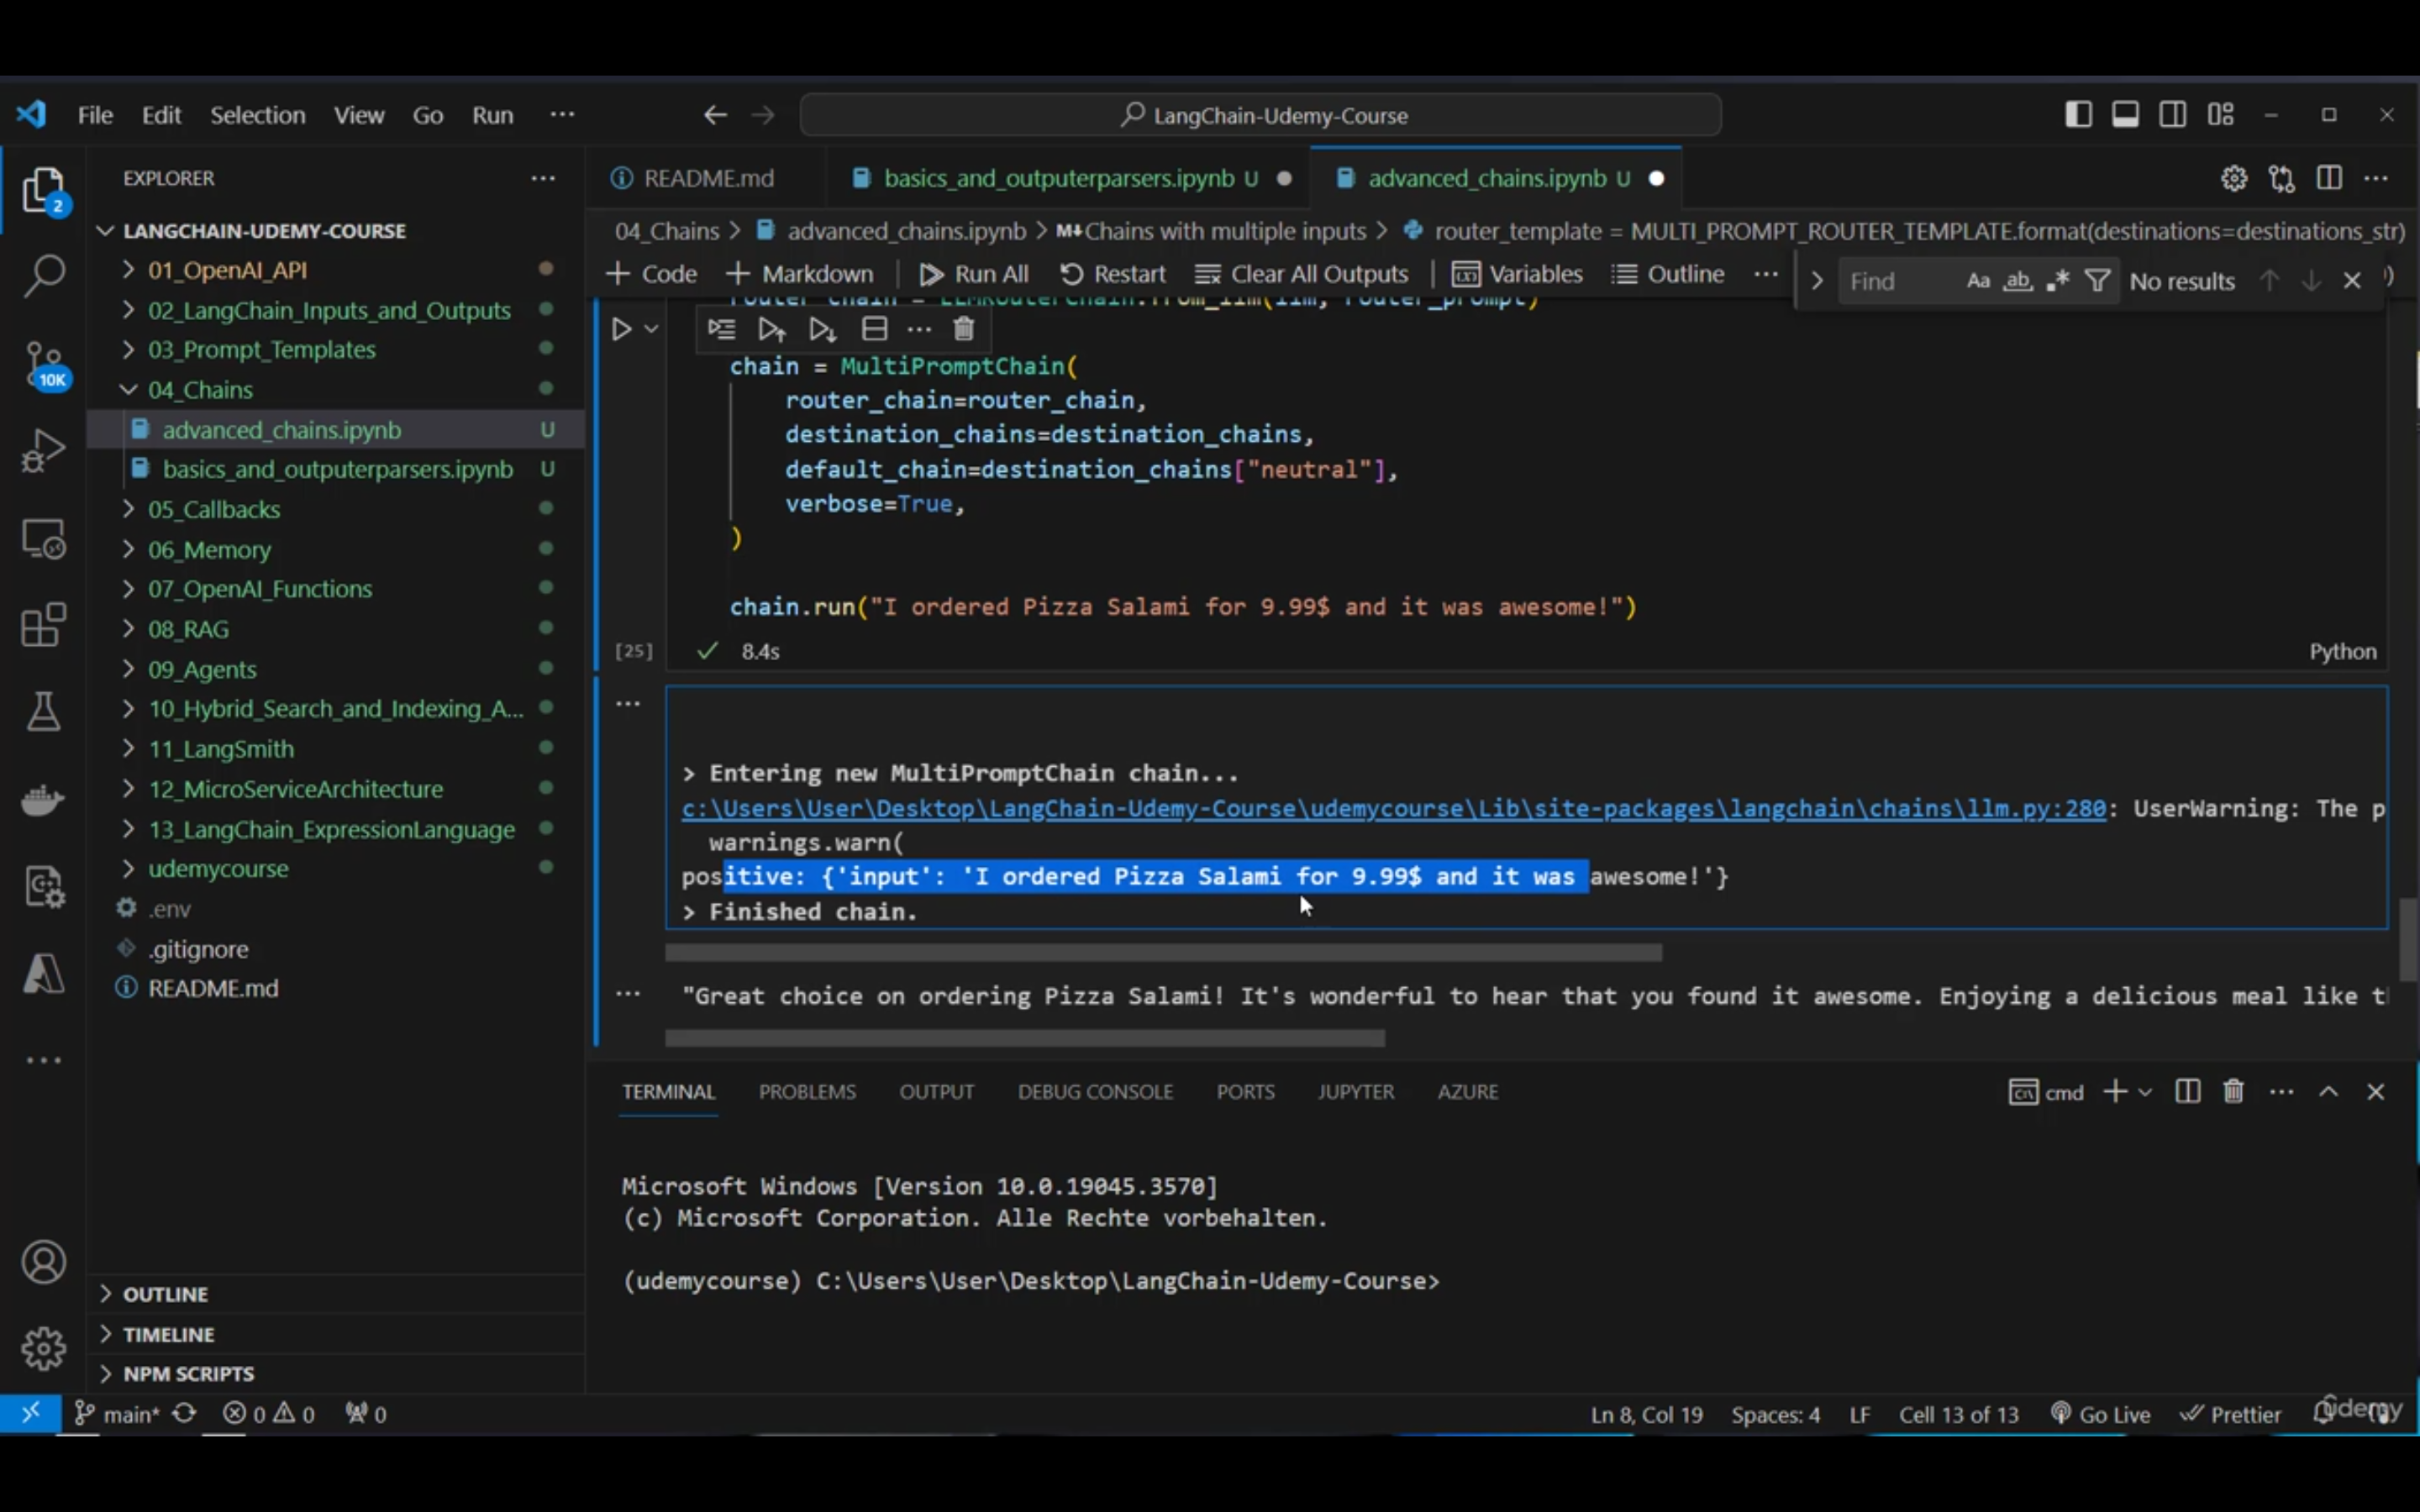 File Edit Selection View Go Run ...
LangChain-Udemy-Course
EXPLORER
2
10K
LANGCHAIN-UDEMY-COURSE
01_OpenAI_API
02_LangChain_Inputs_and_Outputs
03_Prompt_Templates
04_Chains
advanced_chains.ipynb U
basics_and_outputerparsers.ipynb U
05_Callbacks
06_Memory
07_OpenAI_Functions
08_RAG
09_Agents
10_Hybrid_Search_and_Indexing_A...
11_LangSmith
12_MicroServiceArchitecture
13_LangChain_ExpressionLanguage
udemycourse
.env
.gitignore
README.md
OUTLINE
TIMELINE
NPM SCRIPTS
README.md basics_and_outputerparsers.ipynb U advanced_chains.ipynb U
04_Chains > advanced_chains.ipynb > M↓Chains with multiple inputs > router_template = MULTI_PROMPT_ROUTER_TEMPLATE.format(destinations=destinations_str)
+ Code + Markdown Run All Restart Clear All Outputs Variables Outline ...
Find Aa ab .* No results
router_chain = LLMRouterChain.from_llm(llm, router_prompt)
chain = MultiPromptChain(
router_chain=router_chain,
destination_chains=destination_chains,
default_chain=destination_chains["neutral"],
verbose=True,
)
chain.run("I ordered Pizza Salami for 9.99$ and it was awesome!")
[25] ✓ 8.4s Python
> Entering new MultiPromptChain chain...
c:\Users\User\Desktop\LangChain-Udemy-Course\udemycourse\Lib\site-packages\langchain\chains\llm.py:280: UserWarning: The p
warnings.warn(
positive: {'input': 'I ordered Pizza Salami for 9.99$ and it was awesome!'}
> Finished chain.
"Great choice on ordering Pizza Salami! It's wonderful to hear that you found it awesome. Enjoying a delicious meal like t
TERMINAL PROBLEMS OUTPUT DEBUG CONSOLE PORTS JUPYTER AZURE
cmd
Microsoft Windows [Version 10.0.19045.3570]
(c) Microsoft Corporation. Alle Rechte vorbehalten.
(udemycourse) C:\Users\User\Desktop\LangChain-Udemy-Course>
main* 0 0 0
Ln 8, Col 19 Spaces: 4 LF Cell 13 of 13 Go Live Prettier
udemy